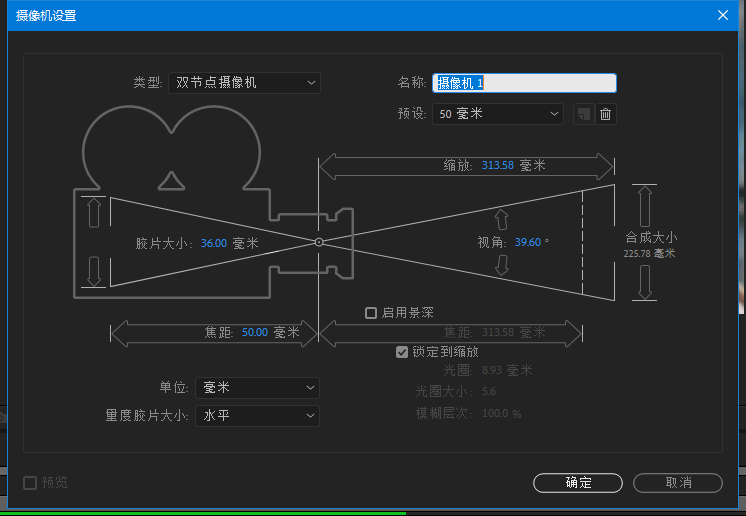 摄像机设置
类型: 双节点摄像机
名称: 摄像机 1
预设: 50 毫米
缩放: 313.58 毫米
胶片大小: 36.00 毫米
视角: 39.60 °
合成大小
225.78 毫米
启用景深
焦距: 50.00 毫米
焦距: 313.58 毫米
锁定到缩放
光圈: 8.93 毫米
光圈大小: 5.6
模糊层次: 100.0 %
单位: 毫米
量度胶片大小: 水平
预览
确定
取消